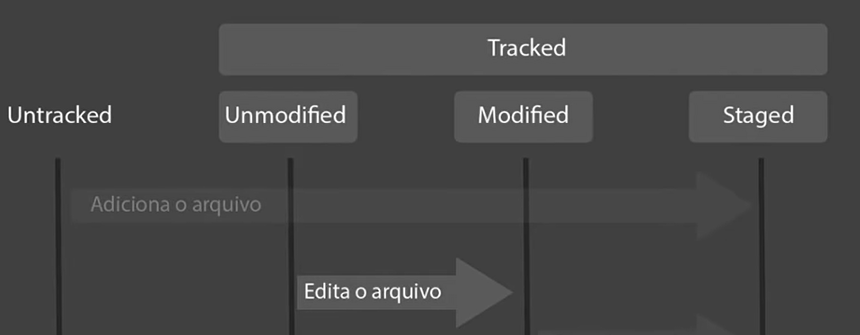 Tracked
Untracked
Unmodified
Modified
Staged
Adiciona o arquivo
Edita o arquivo